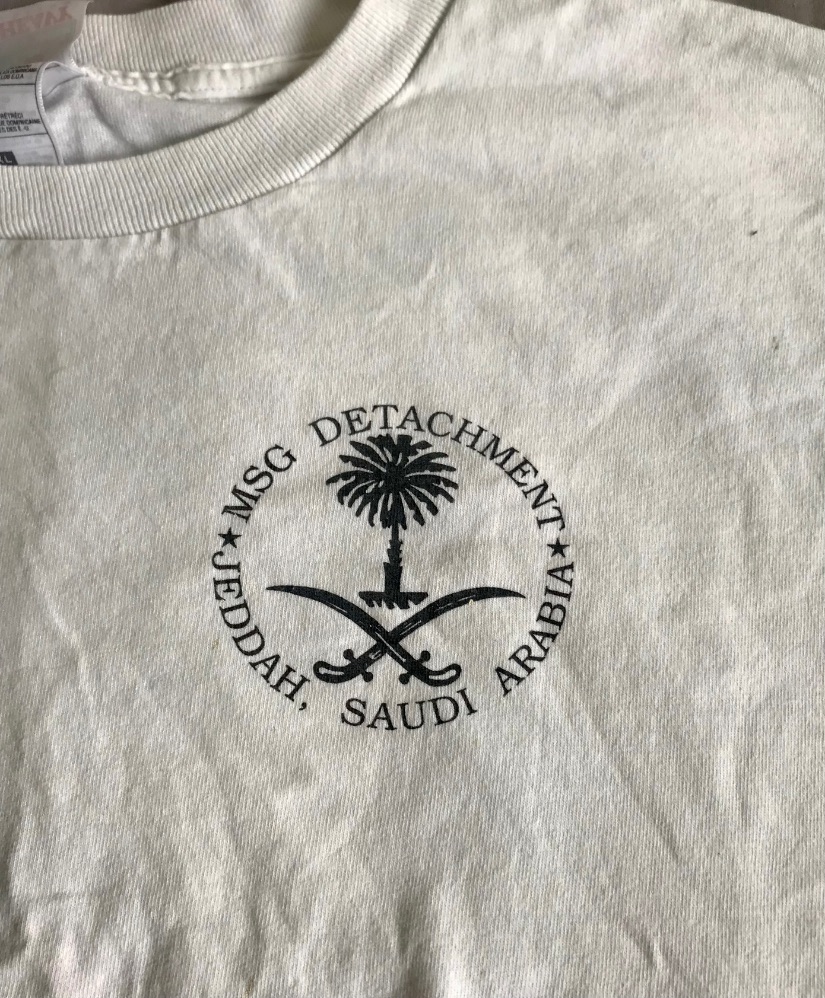 ★ MSG DETACHMENT ★
JEDDAH, SAUDI ARABIA